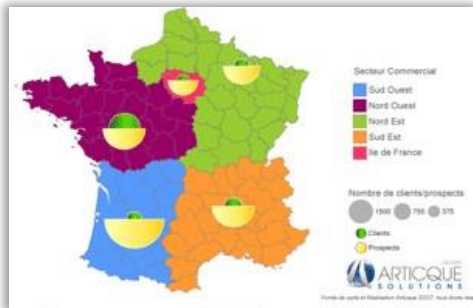 Secteur Commercial
Sud Ouest
Nord Ouest
Nord Est
Sud Est
Ile de France
Nombre de clients/prospects
1500 750 375
Clients
Prospects
ARTICQUE
SOLUTIONS